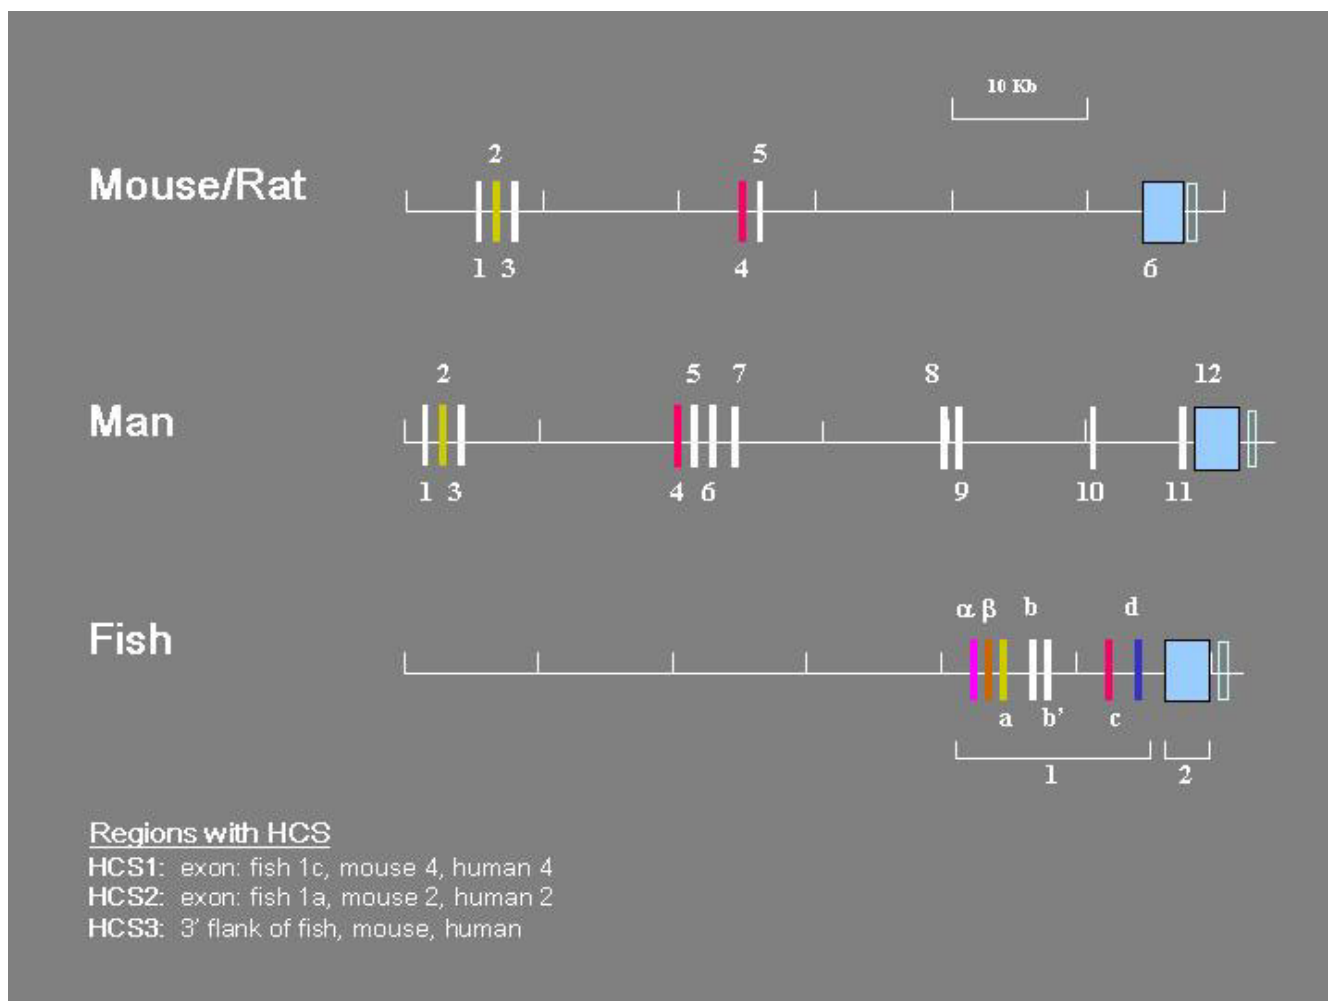 10 Kb
Mouse/Rat
2 5
1 3 4 6
Man
2 5 7 8 12
1 3 4 6 9 10 11
Fish
α β b d
a b' c
1 2
Regions with HCS
HCS1: exon: fish 1c, mouse 4, human 4
HCS2: exon: fish 1a, mouse 2, human 2
HCS3: 3' flank of fish, mouse, human